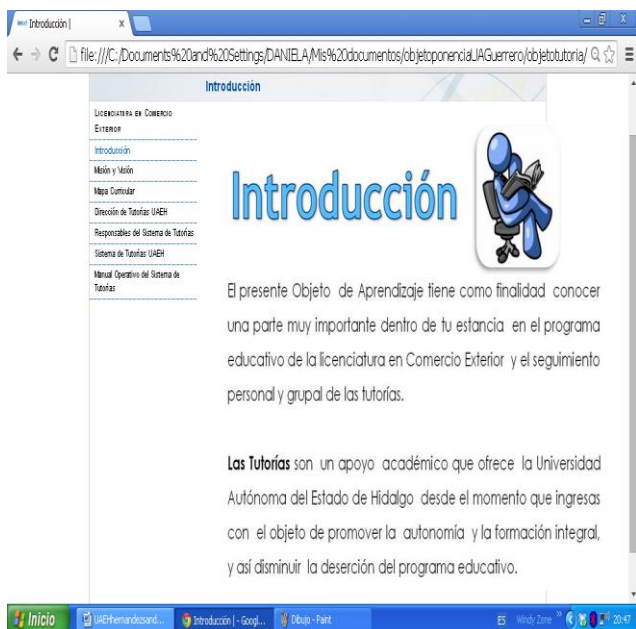 Introducción |
file:///C:/Documents%20and%20Settings/DANIELA/Mis%20documentos/objetoponenciaUAGuerrero/objetotutoria/
Introducción
Licenciatura en Comercio
Exterior
Introducción
Misión y Visión
Mapa Curricular
Dirección de Tutorias UAEH
Responsables del Sistema de Tutorías
Sistema de Tutorías UAEH
Manual Operativo del Sistema de
Tutorías
Introducción
El presente Objeto de Aprendizaje tiene como finalidad conocer
una parte muy importante dentro de tu estancia en el programa
educativo de la licenciatura en Comercio Exterior y el seguimiento
personal y grupal de las tutorías.
Las Tutorías son un apoyo académico que ofrece la Universidad
Autónoma del Estado de Hidalgo desde el momento que ingresas
con el objeto de promover la autonomía y la formación integral,
y así disminuir la deserción del programa educativo.
Inicio
UAEHhernandezsand...
Introducción | - Googl...
Dibujo - Paint
ES
Windy Zone
20:47